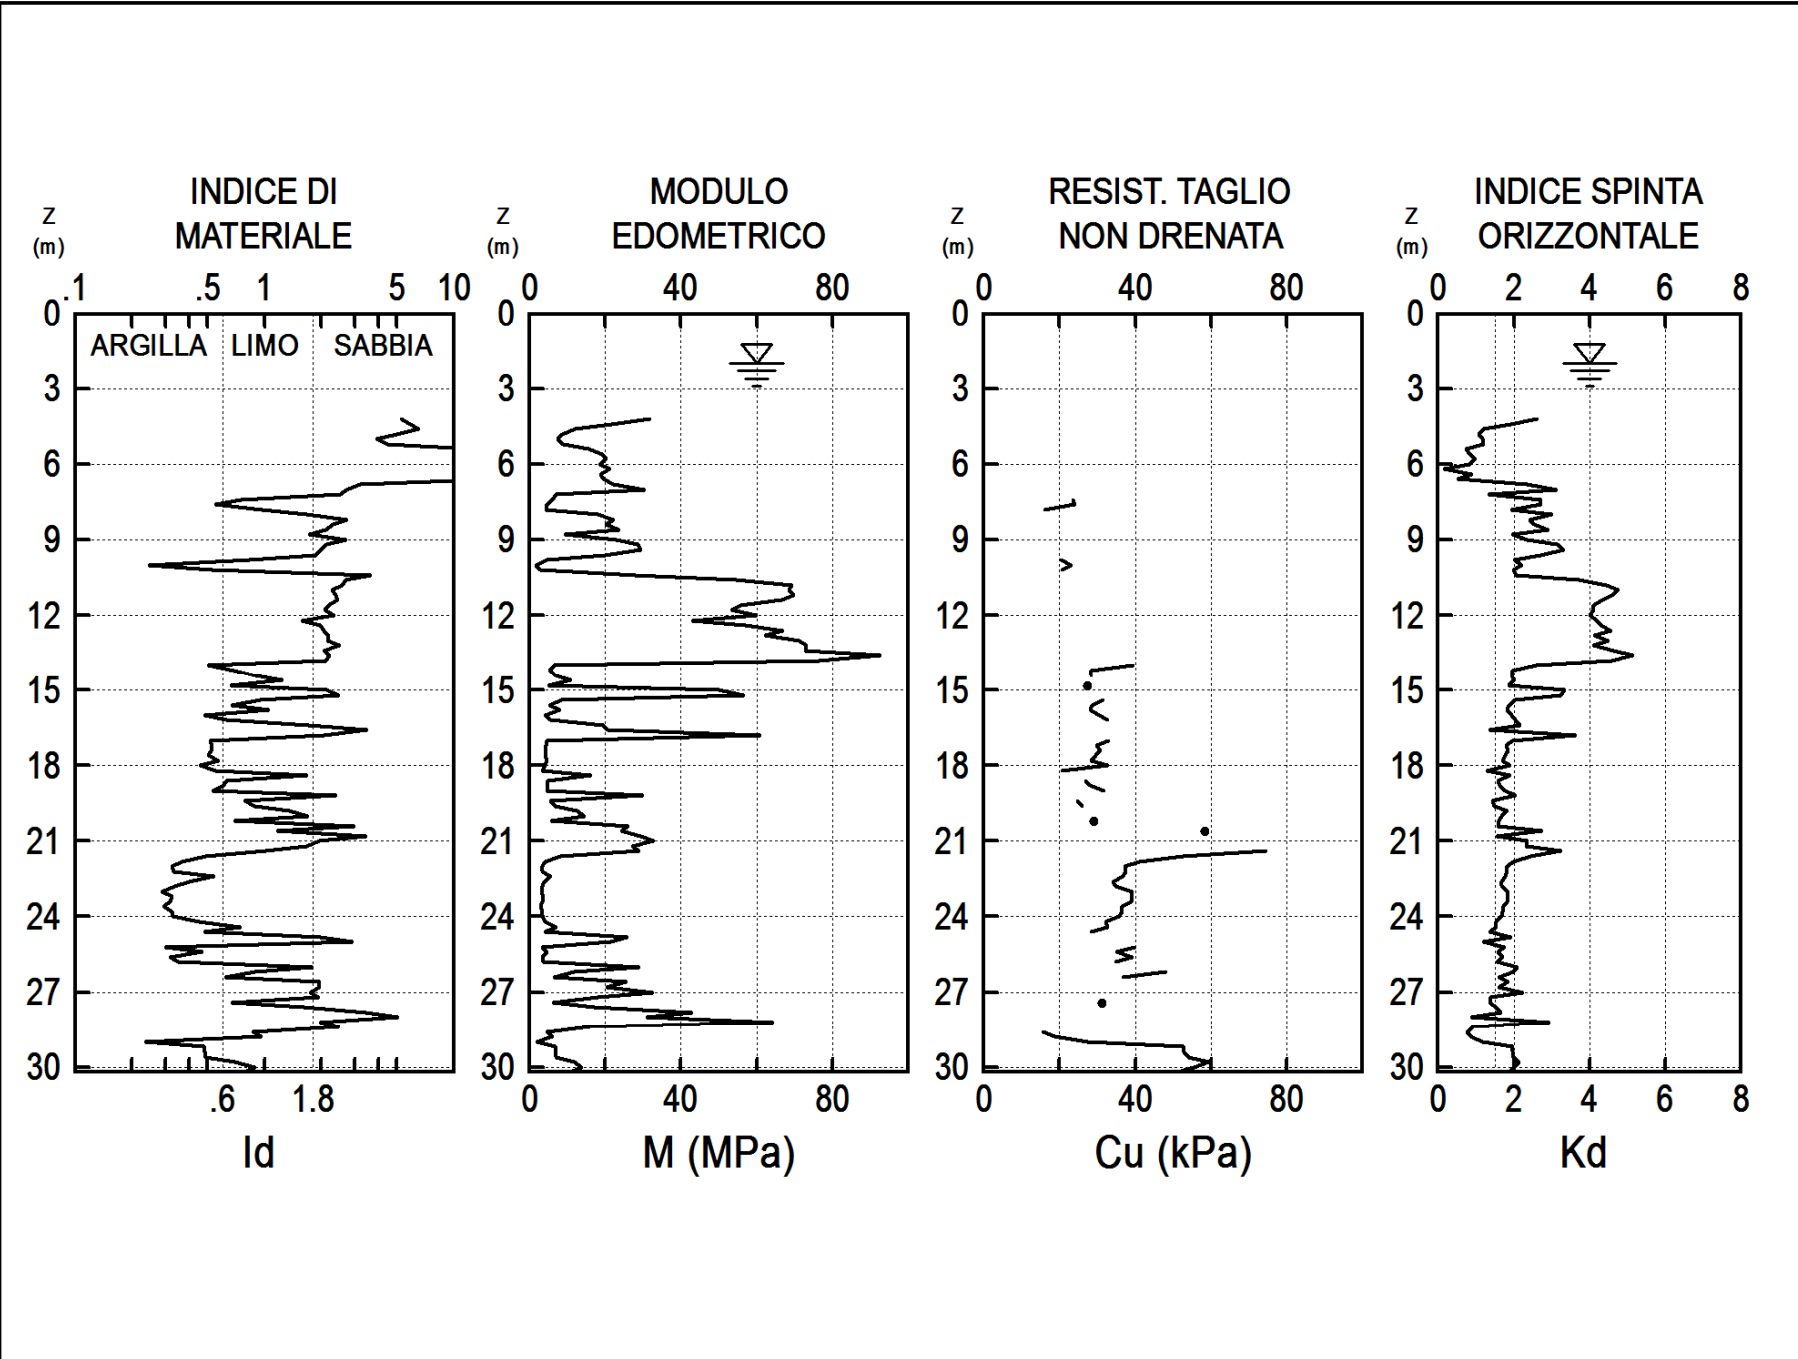 INDICE DI
MATERIALE
Z
(m)
.1 .5 1 5 10
ARGILLA LIMO SABBIA
0
3
6
9
12
15
18
21
24
27
30
.6 1.8
Id
MODULO
EDOMETRICO
Z
(m)
0 40 80
0
3
6
9
12
15
18
21
24
27
30
0 40 80
M (MPa)
RESIST. TAGLIO
NON DRENATA
Z
(m)
0 40 80
0
3
6
9
12
15
18
21
24
27
30
0 40 80
Cu (kPa)
INDICE SPINTA
ORIZZONTALE
Z
(m)
0 2 4 6 8
0
3
6
9
12
15
18
21
24
27
30
0 2 4 6 8
Kd